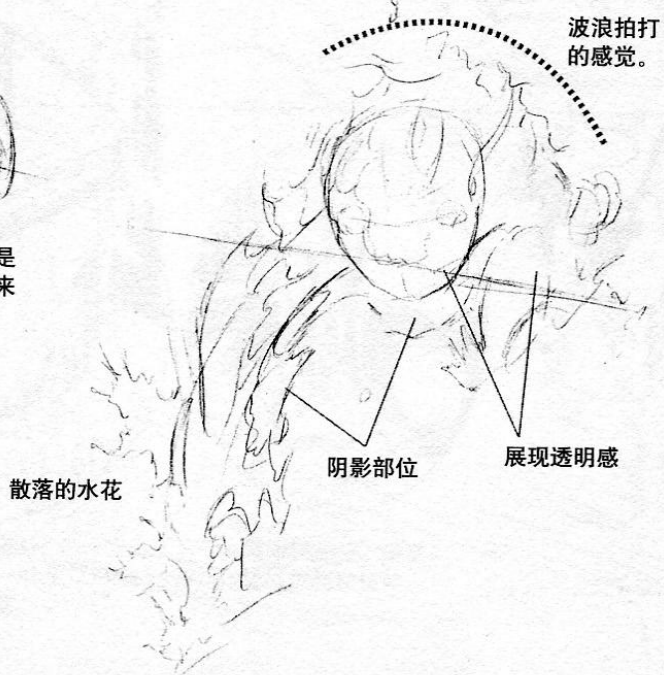 波浪拍打
的感觉。
是
来
阴影部位
展现透明感
散落的水花